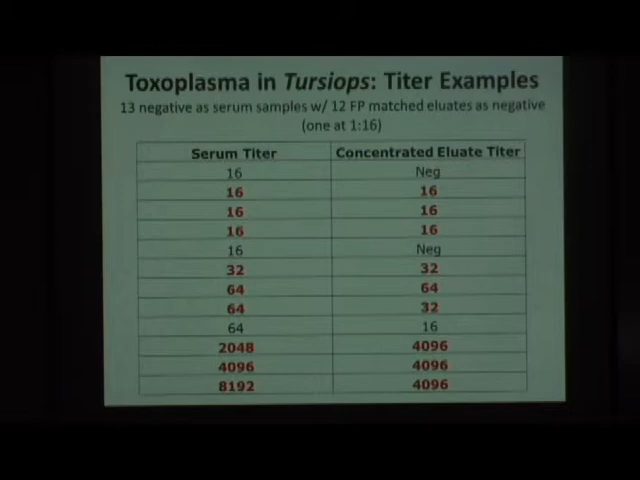 Toxoplasma in Tursiops: Titer Examples
13 negative as serum samples w/ 12 FP matched eluates as negative
(one at 1:16)
Serum Titer Concentrated Eluate Titer
16 Neg
16 16
16 16
16 16
16 Neg
32 32
64 64
64 32
64 16
2048 4096
4096 4096
8192 4096